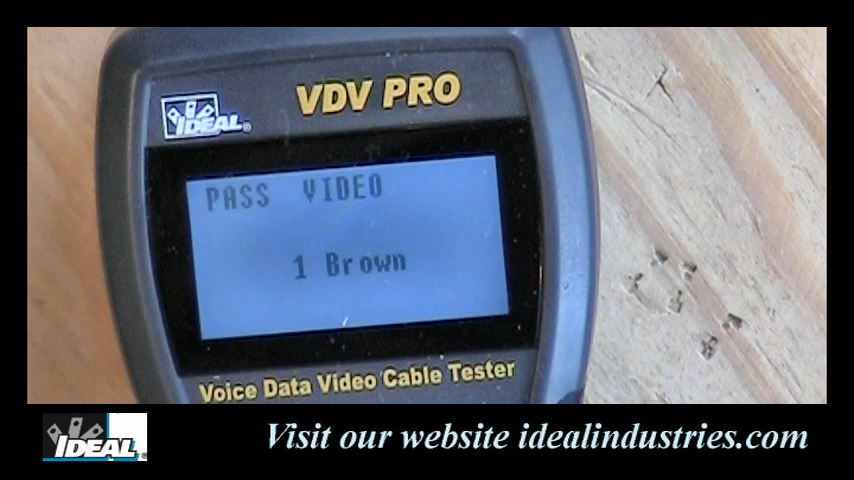 IDEAL®
VDV PRO
PASS VIDEO
1 Brown
Voice Data Video Cable Tester
IDEAL®
Visit our website idealindustries.com